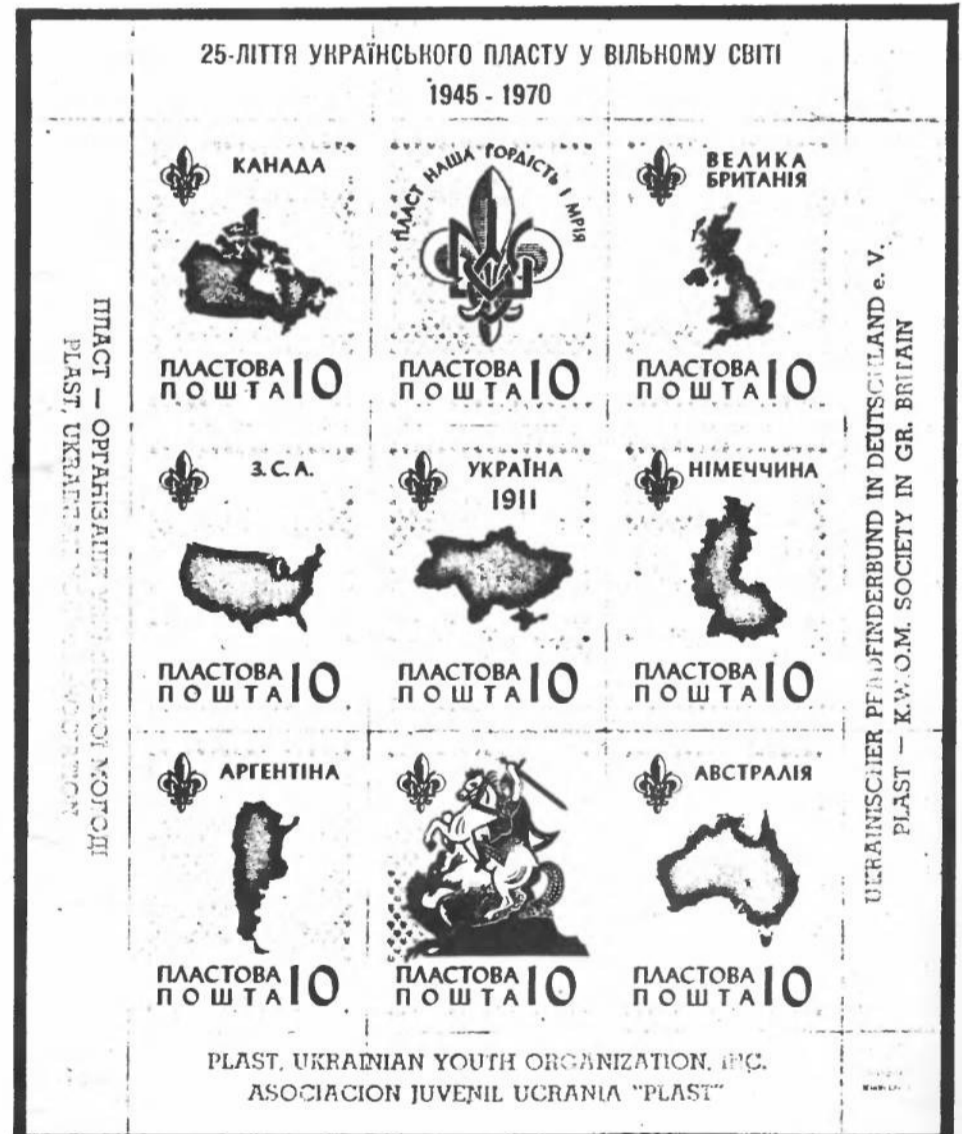 25-ЛІТТЯ УКРАЇНСЬКОГО ПЛАСТУ У ВІЛЬНОМУ СВІТІ
1945 - 1970
КАНАДА
ПЛАСТОВА
ПОШТА 10
ПЛАСТ НАША ГОРДІСТЬ І МРІЯ
ПЛАСТОВА
ПОШТА 10
ВЕЛИКА
БРИТАНІЯ
ПЛАСТОВА
ПОШТА 10
З.С.А.
ПЛАСТОВА
ПОШТА 10
УКРАЇНА
1911
ПЛАСТОВА
ПОШТА 10
НІМЕЧЧИНА
ПЛАСТОВА
ПОШТА 10
АРГЕНТІНА
ПЛАСТОВА
ПОШТА 10
ПЛАСТОВА
ПОШТА 10
АВСТРАЛІЯ
ПЛАСТОВА
ПОШТА 10
ПЛАСТ — МОЛОДІ
PLAST,
UKRAINISCHER PFADFINDERBUND IN DEUTSCHLAND e. V.
PLAST — K.W.O.M. SOCIETY IN GR. BRITAIN
PLAST, UKRAINIAN YOUTH ORGANIZATION, INC.
ASOCIACION JUVENIL UCRANIA "PLAST"